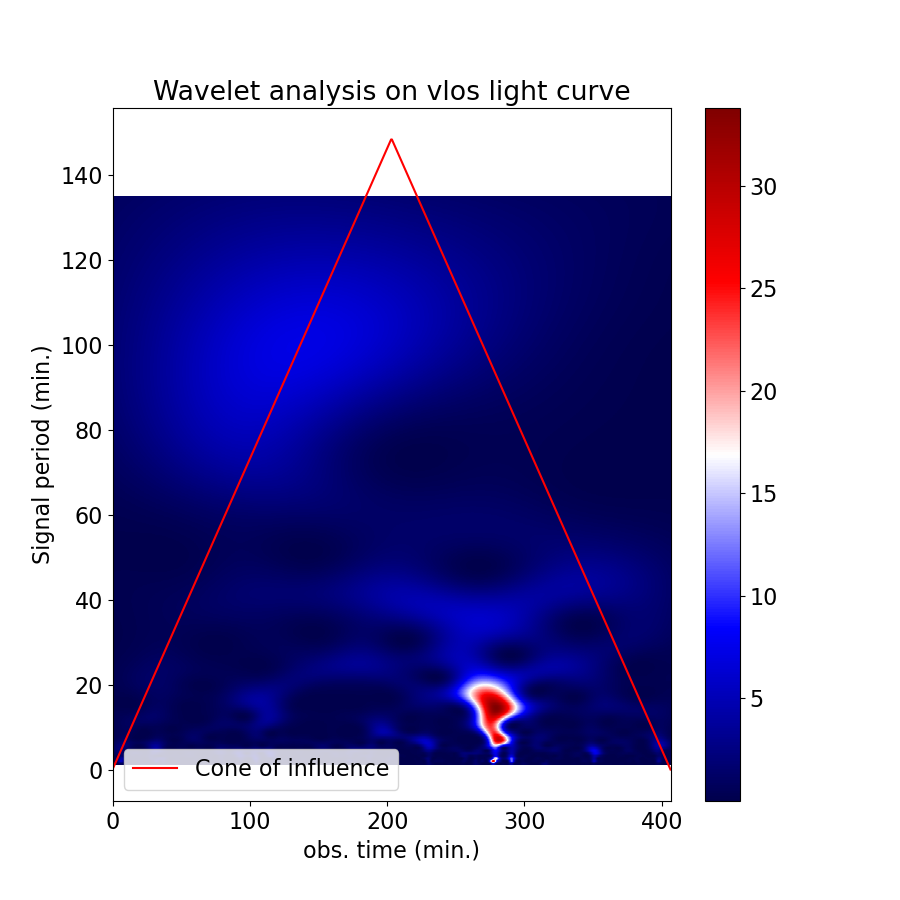 Wavelet analysis on vlos light curve
140
120
100
80
60
40
20
0
Signal period (min.)
0 100 200 300 400
obs. time (min.)
Cone of influence
30
25
20
15
10
5